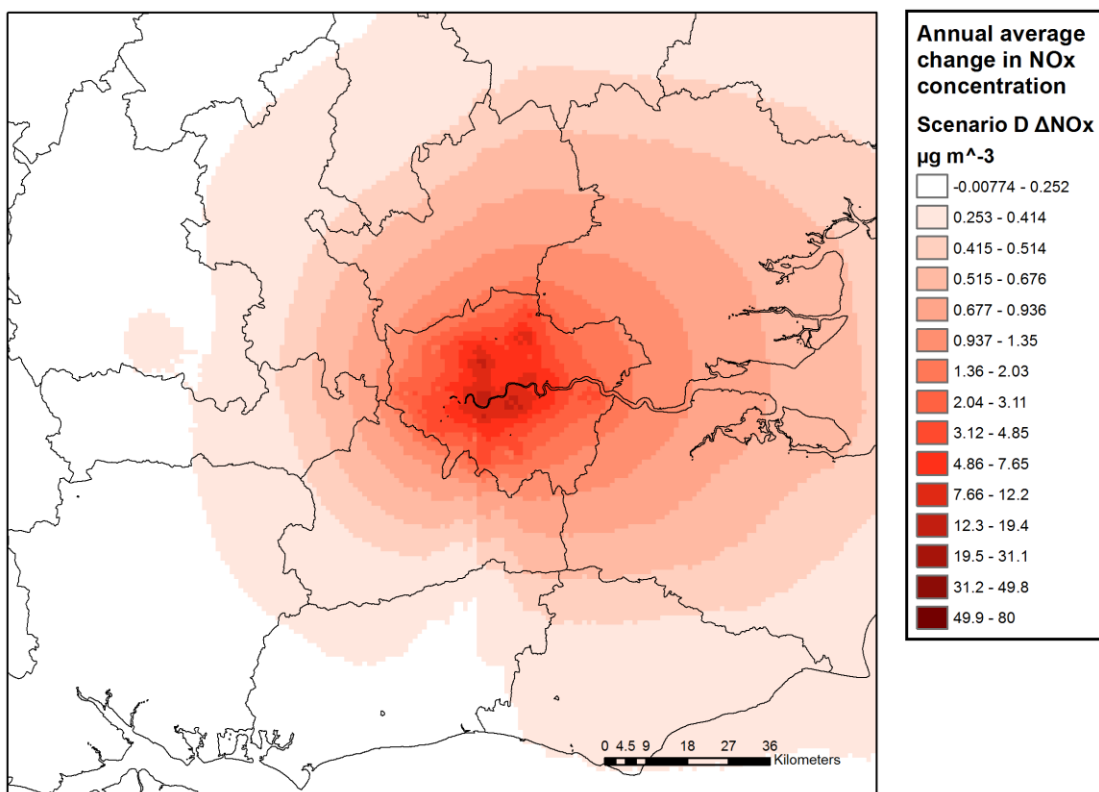 Annual average
change in NOx
concentration
Scenario D ΔNOx
µg m^-3
-0.00774 - 0.252
0.253 - 0.414
0.415 - 0.514
0.515 - 0.676
0.677 - 0.936
0.937 - 1.35
1.36 - 2.03
2.04 - 3.11
3.12 - 4.85
4.86 - 7.65
7.66 - 12.2
12.3 - 19.4
19.5 - 31.1
31.2 - 49.8
49.9 - 80
0 4.5 9 18 27 36
Kilometers